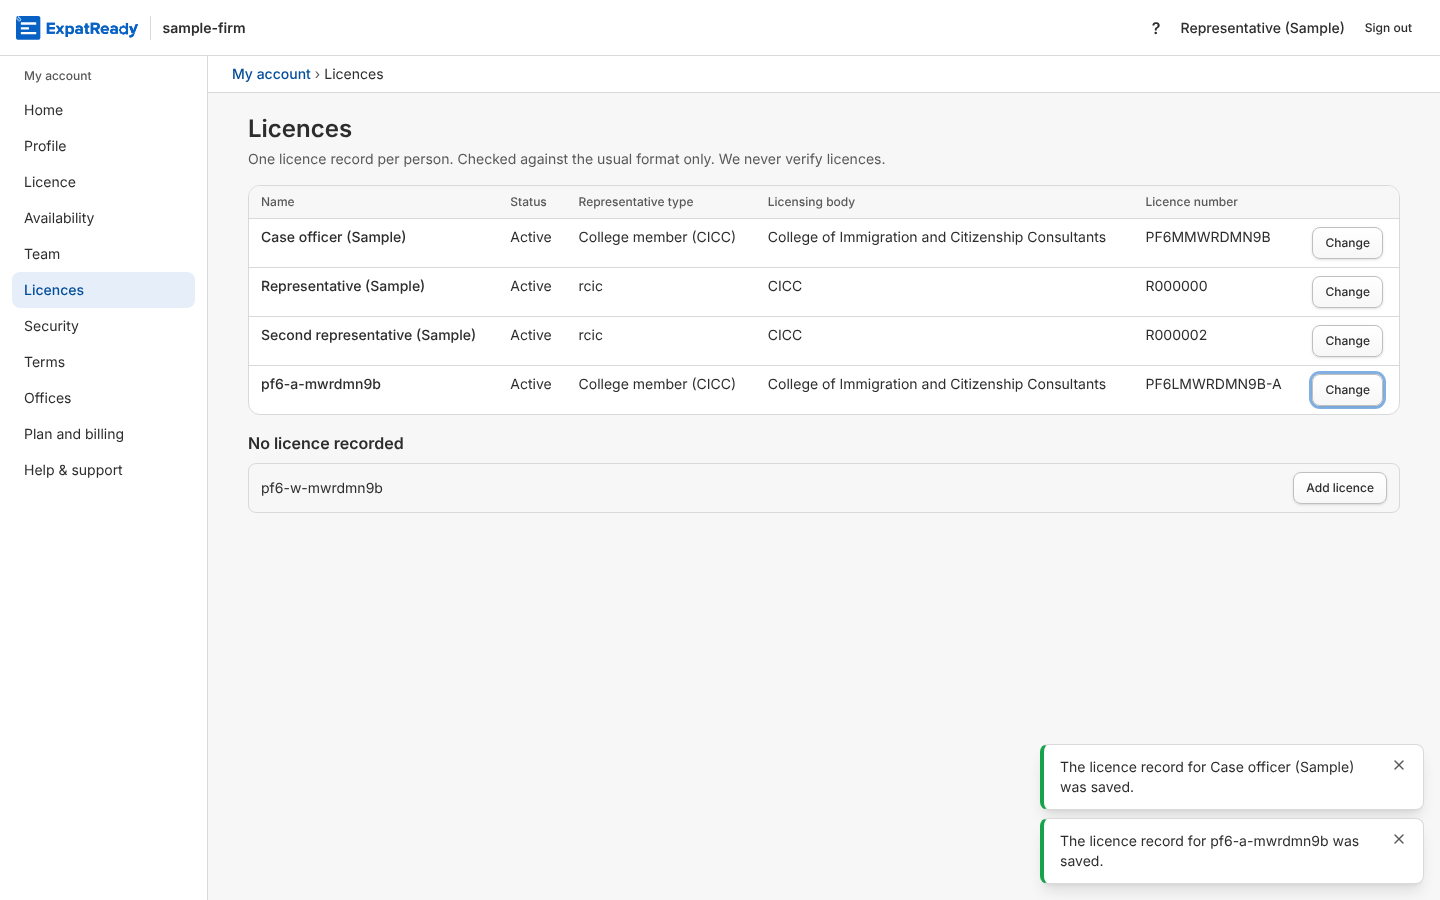 ExpatReady sample-firm ? Representative (Sample) Sign out
My account
Home
Profile
Licence
Availability
Team
Licences
Security
Terms
Offices
Plan and billing
Help & support
My account › Licences
Licences
One licence record per person. Checked against the usual format only. We never verify licences.
Name Status Representative type Licensing body Licence number
Case officer (Sample) Active College member (CICC) College of Immigration and Citizenship Consultants PF6MMWRDMN9B Change
Representative (Sample) Active rcic CICC R000000 Change
Second representative (Sample) Active rcic CICC R000002 Change
pf6-a-mwrdmn9b Active College member (CICC) College of Immigration and Citizenship Consultants PF6LMWRDMN9B-A Change
No licence recorded
pf6-w-mwrdmn9b Add licence
The licence record for Case officer (Sample)
was saved.
The licence record for pf6-a-mwrdmn9b was
saved.